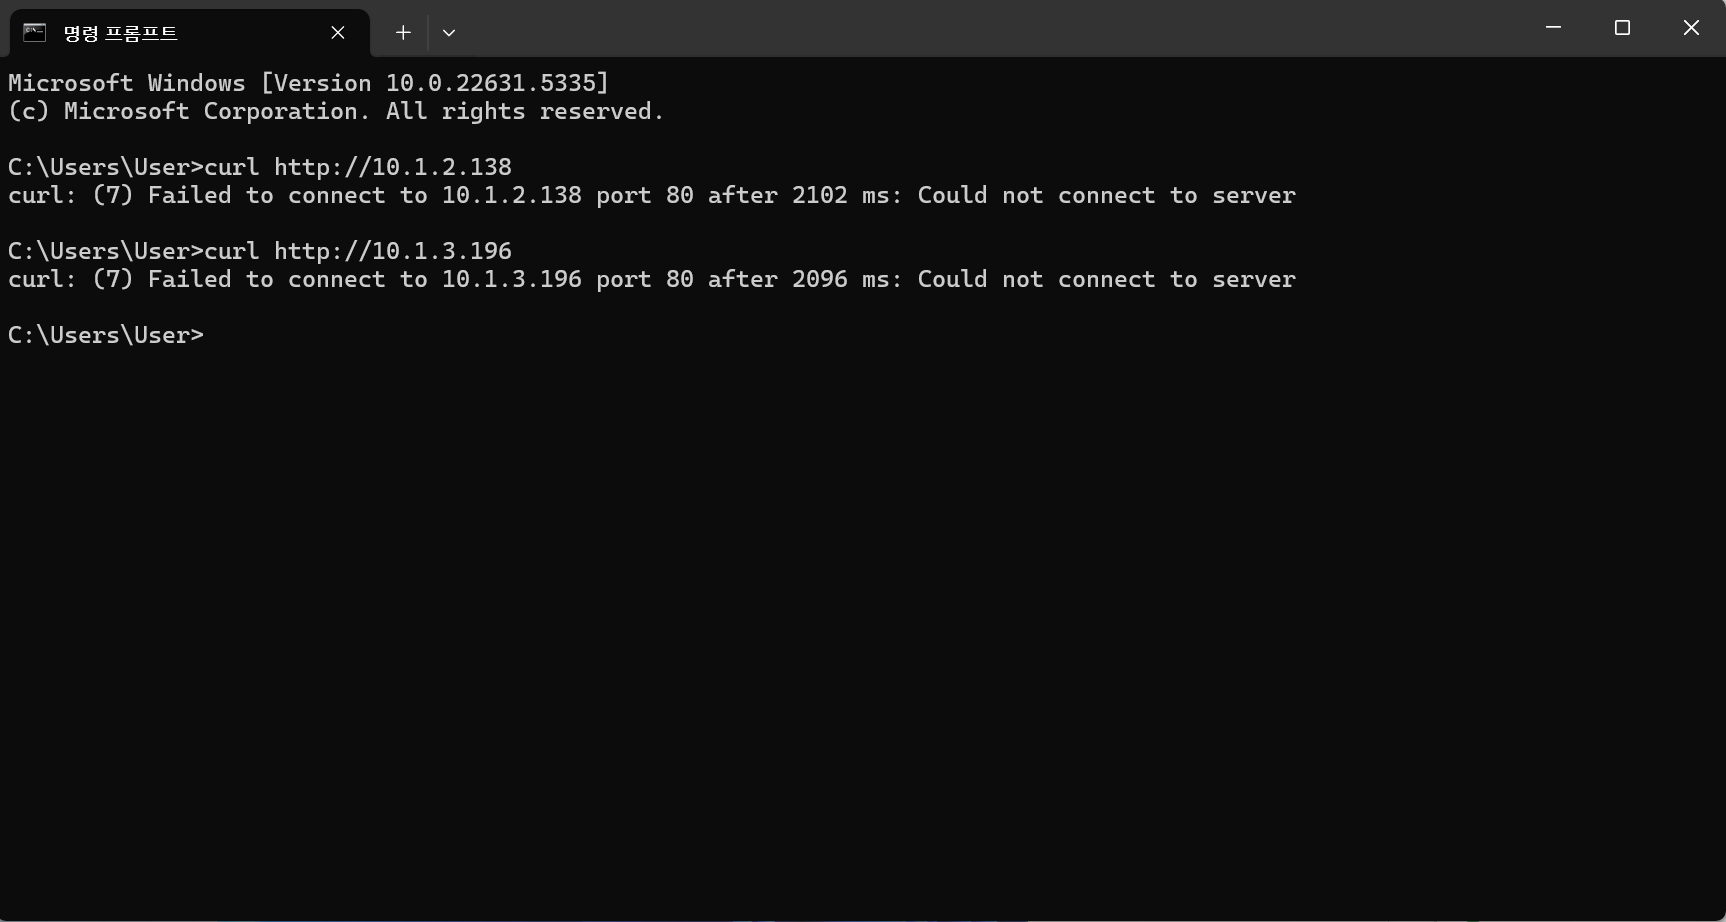 명령 프롬프트
Microsoft Windows [Version 10.0.22631.5335]
(c) Microsoft Corporation. All rights reserved.
C:\Users\User>curl http://10.1.2.138
curl: (7) Failed to connect to 10.1.2.138 port 80 after 2102 ms: Could not connect to server
C:\Users\User>curl http://10.1.3.196
curl: (7) Failed to connect to 10.1.3.196 port 80 after 2096 ms: Could not connect to server
C:\Users\User>